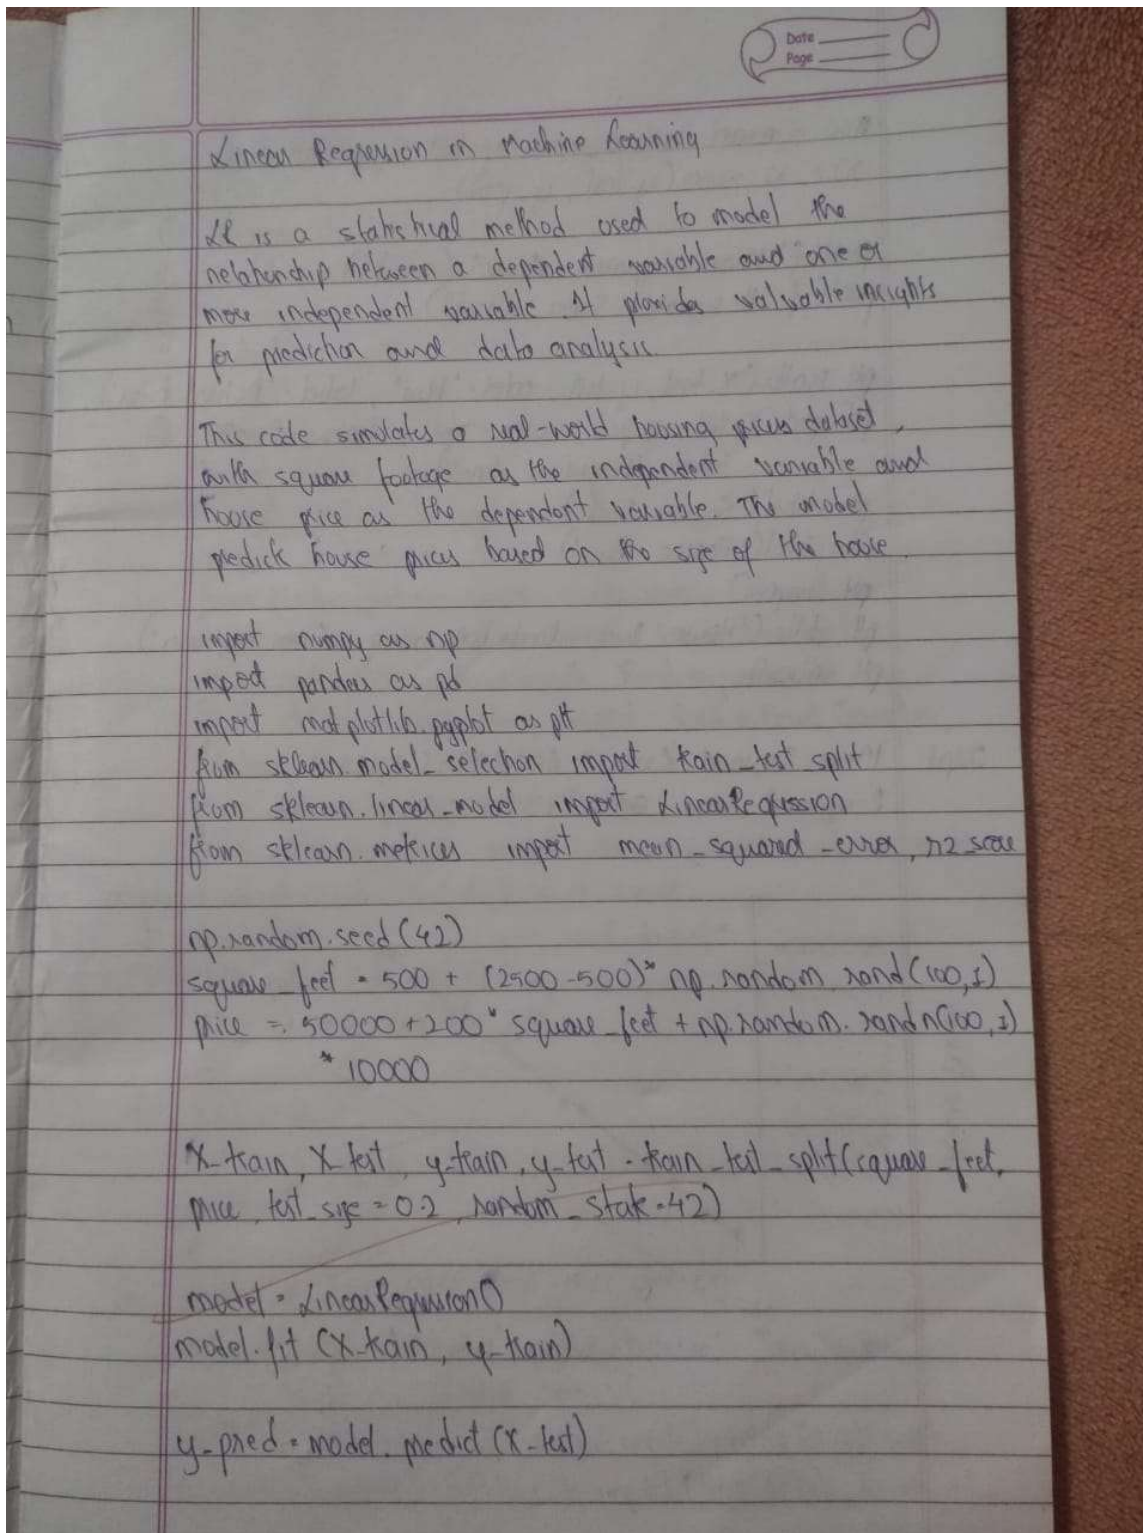 Date
Page
Linear Regression in Machine Learning
LR is a statistical method used to model the
relationship between a dependent variable and one or
more independent variable. It provides valuable insights
for prediction and data analysis.
This code simulates a real-world housing prices dataset,
with square footage as the independent variable and
house price as the dependent variable. The model
predicts house prices based on the size of the house.
import numpy as np
import pandas as pd
import matplotlib.pyplot as plt
from sklearn.model_selection import train_test_split
from sklearn.linear_model import LinearRegression
from sklearn.metrices import mean_squared_error, r2 score
np.random.seed(42)
square_feet = 500 + (2500-500)* np.random.rand(100,1)
price = 50000+200* square_feet + np.random.randn(100,1)
* 10000
X_train, X_test, y_train, y_test = train_test_split(square_feet,
price, test_size = 0.2, random_state=42)
model = LinearRegression()
model.fit (X_train, y_train)
y_pred = model.predict (X_test)